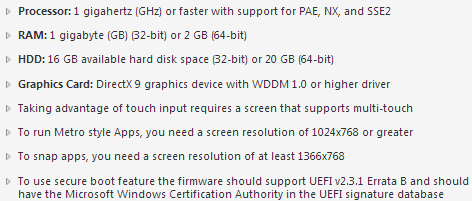 Processor: 1 gigahertz (GHz) or faster with support for PAE, NX, and SSE2
RAM: 1 gigabyte (GB) (32-bit) or 2 GB (64-bit)
HDD: 16 GB available hard disk space (32-bit) or 20 GB (64-bit)
Graphics Card: DirectX 9 graphics device with WDDM 1.0 or higher driver
Taking advantage of touch input requires a screen that supports multi-touch
To run Metro style Apps, you need a screen resolution of 1024x768 or greater
To snap apps, you need a screen resolution of at least 1366x768
To use secure boot feature the firmware should support UEFI v2.3.1 Errata B and should
have the Microsoft Windows Certification Authority in the UEFI signature database